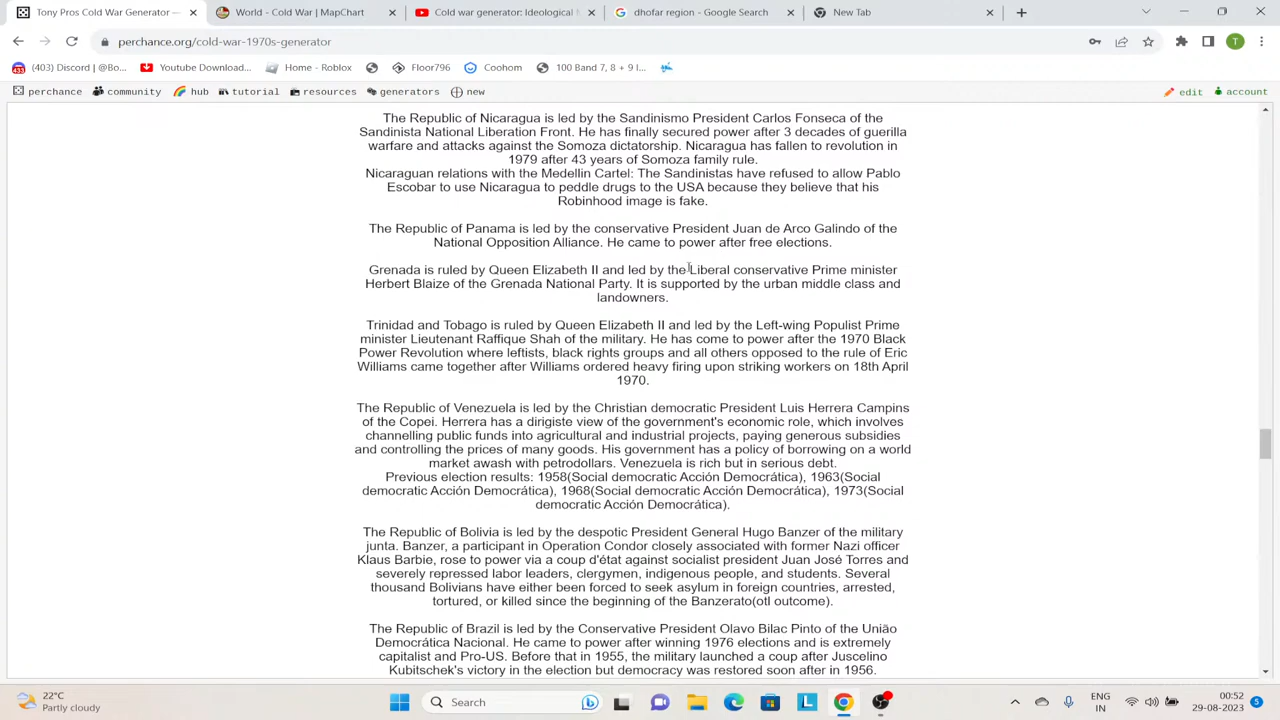 Tony Pros Cold War Generator —
World - Cold War | MapChart
Cold war generator: Ideological
dhofar region - Google Search
New Tab
perchance.org/cold-war-1970s-generator
T
(403) Discord | @Bo...
Youtube Download...
Home - Roblox
Floor796
Coohom
100 Band 7, 8 + 9 I...
perchance
community
hub
tutorial
resources
generators
new
edit
account
The Republic of Nicaragua is led by the Sandinismo President Carlos Fonseca of the
Sandinista National Liberation Front. He has finally secured power after 3 decades of guerilla
warfare and attacks against the Somoza dictatorship. Nicaragua has fallen to revolution in
1979 after 43 years of Somoza family rule.
Nicaraguan relations with the Medellin Cartel: The Sandinistas have refused to allow Pablo
Escobar to use Nicaragua to peddle drugs to the USA because they believe that his
Robinhood image is fake.
The Republic of Panama is led by the conservative President Juan de Arco Galindo of the
National Opposition Alliance. He came to power after free elections.
Grenada is ruled by Queen Elizabeth II and led by the Liberal conservative Prime minister
Herbert Blaize of the Grenada National Party. It is supported by the urban middle class and
landowners.
Trinidad and Tobago is ruled by Queen Elizabeth II and led by the Left-wing Populist Prime
minister Lieutenant Raffique Shah of the military. He has come to power after the 1970 Black
Power Revolution where leftists, black rights groups and all others opposed to the rule of Eric
Williams came together after Williams ordered heavy firing upon striking workers on 18th April
1970.
The Republic of Venezuela is led by the Christian democratic President Luis Herrera Campins
of the Copei. Herrera has a dirigiste view of the government's economic role, which involves
channelling public funds into agricultural and industrial projects, paying generous subsidies
and controlling the prices of many goods. His government has a policy of borrowing on a world
market awash with petrodollars. Venezuela is rich but in serious debt.
Previous election results: 1958(Social democratic Acción Democrática), 1963(Social
democratic Acción Democrática), 1968(Social democratic Acción Democrática), 1973(Social
democratic Acción Democrática).
The Republic of Bolivia is led by the despotic President General Hugo Banzer of the military
junta. Banzer, a participant in Operation Condor closely associated with former Nazi officer
Klaus Barbie, rose to power via a coup d'état against socialist president Juan José Torres and
severely repressed labor leaders, clergymen, indigenous people, and students. Several
thousand Bolivians have either been forced to seek asylum in foreign countries, arrested,
tortured, or killed since the beginning of the Banzerato(otl outcome).
The Republic of Brazil is led by the Conservative President Olavo Bilac Pinto of the União
Democrática Nacional. He came to power after winning 1976 elections and is extremely
capitalist and Pro-US. Before that in 1955, the military launched a coup after Juscelino
Kubitschek's victory in the election but democracy was restored soon after in 1956.
22°C
Partly cloudy
Search
L
ENG
IN
00:52
29-08-2023
5